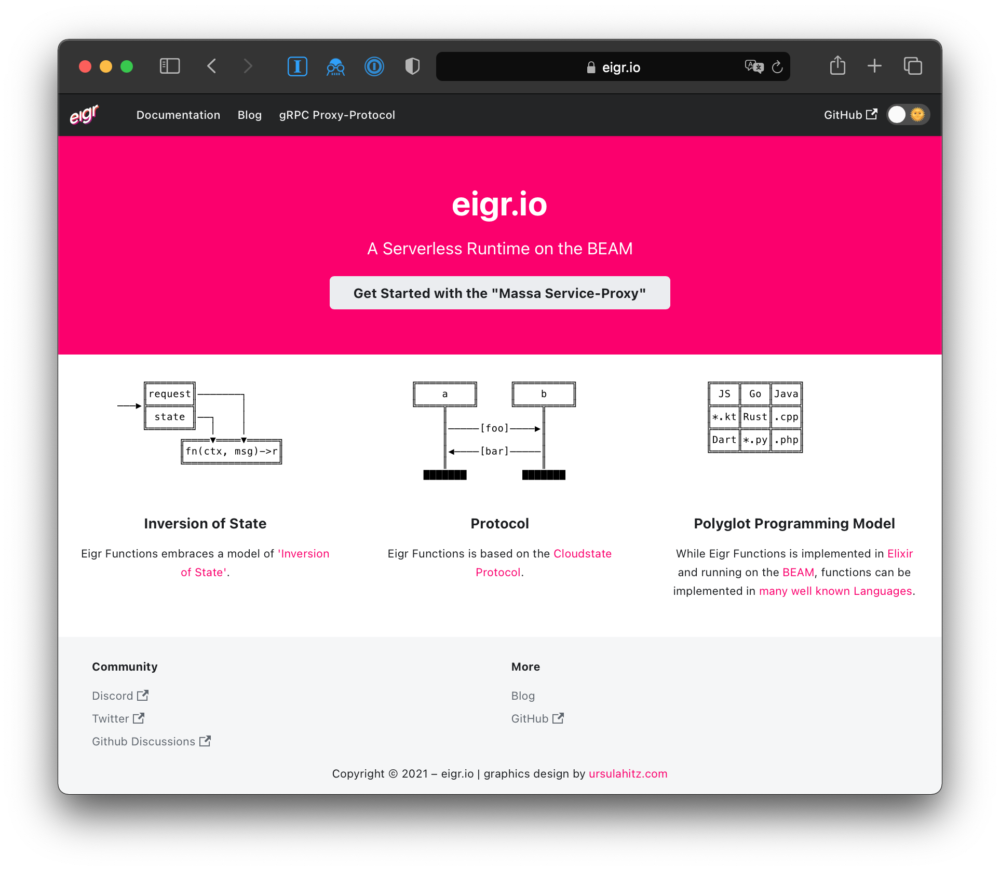 eigr.io
eigr
Documentation
Blog
gRPC Proxy-Protocol
GitHub
eigr.io
A Serverless Runtime on the BEAM
Get Started with the "Massa Service-Proxy"
request
state
fn(ctx, msg)->r
a
b
[foo]
[bar]
JS Go Java
*.kt Rust .cpp
Dart *.py .php
Inversion of State
Eigr Functions embraces a model of 'Inversion
of State'.
Protocol
Eigr Functions is based on the Cloudstate
Protocol.
Polyglot Programming Model
While Eigr Functions is implemented in Elixir
and running on the BEAM, functions can be
implemented in many well known Languages.
Community
Discord
Twitter
Github Discussions
More
Blog
GitHub
Copyright © 2021 – eigr.io | graphics design by ursulahitz.com